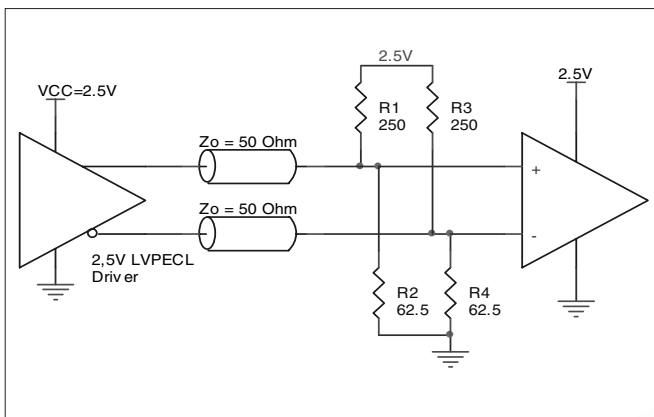 2.5V
2.5V
VCC=2.5V
R1
250
R3
250
Zo = 50 Ohm
+
Zo = 50 Ohm
-
2,5V LVPECL
Driver
R2
62.5
R4
62.5